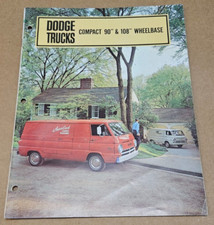 DODGE
TRUCKS
COMPACT 90" & 108" WHEELBASE